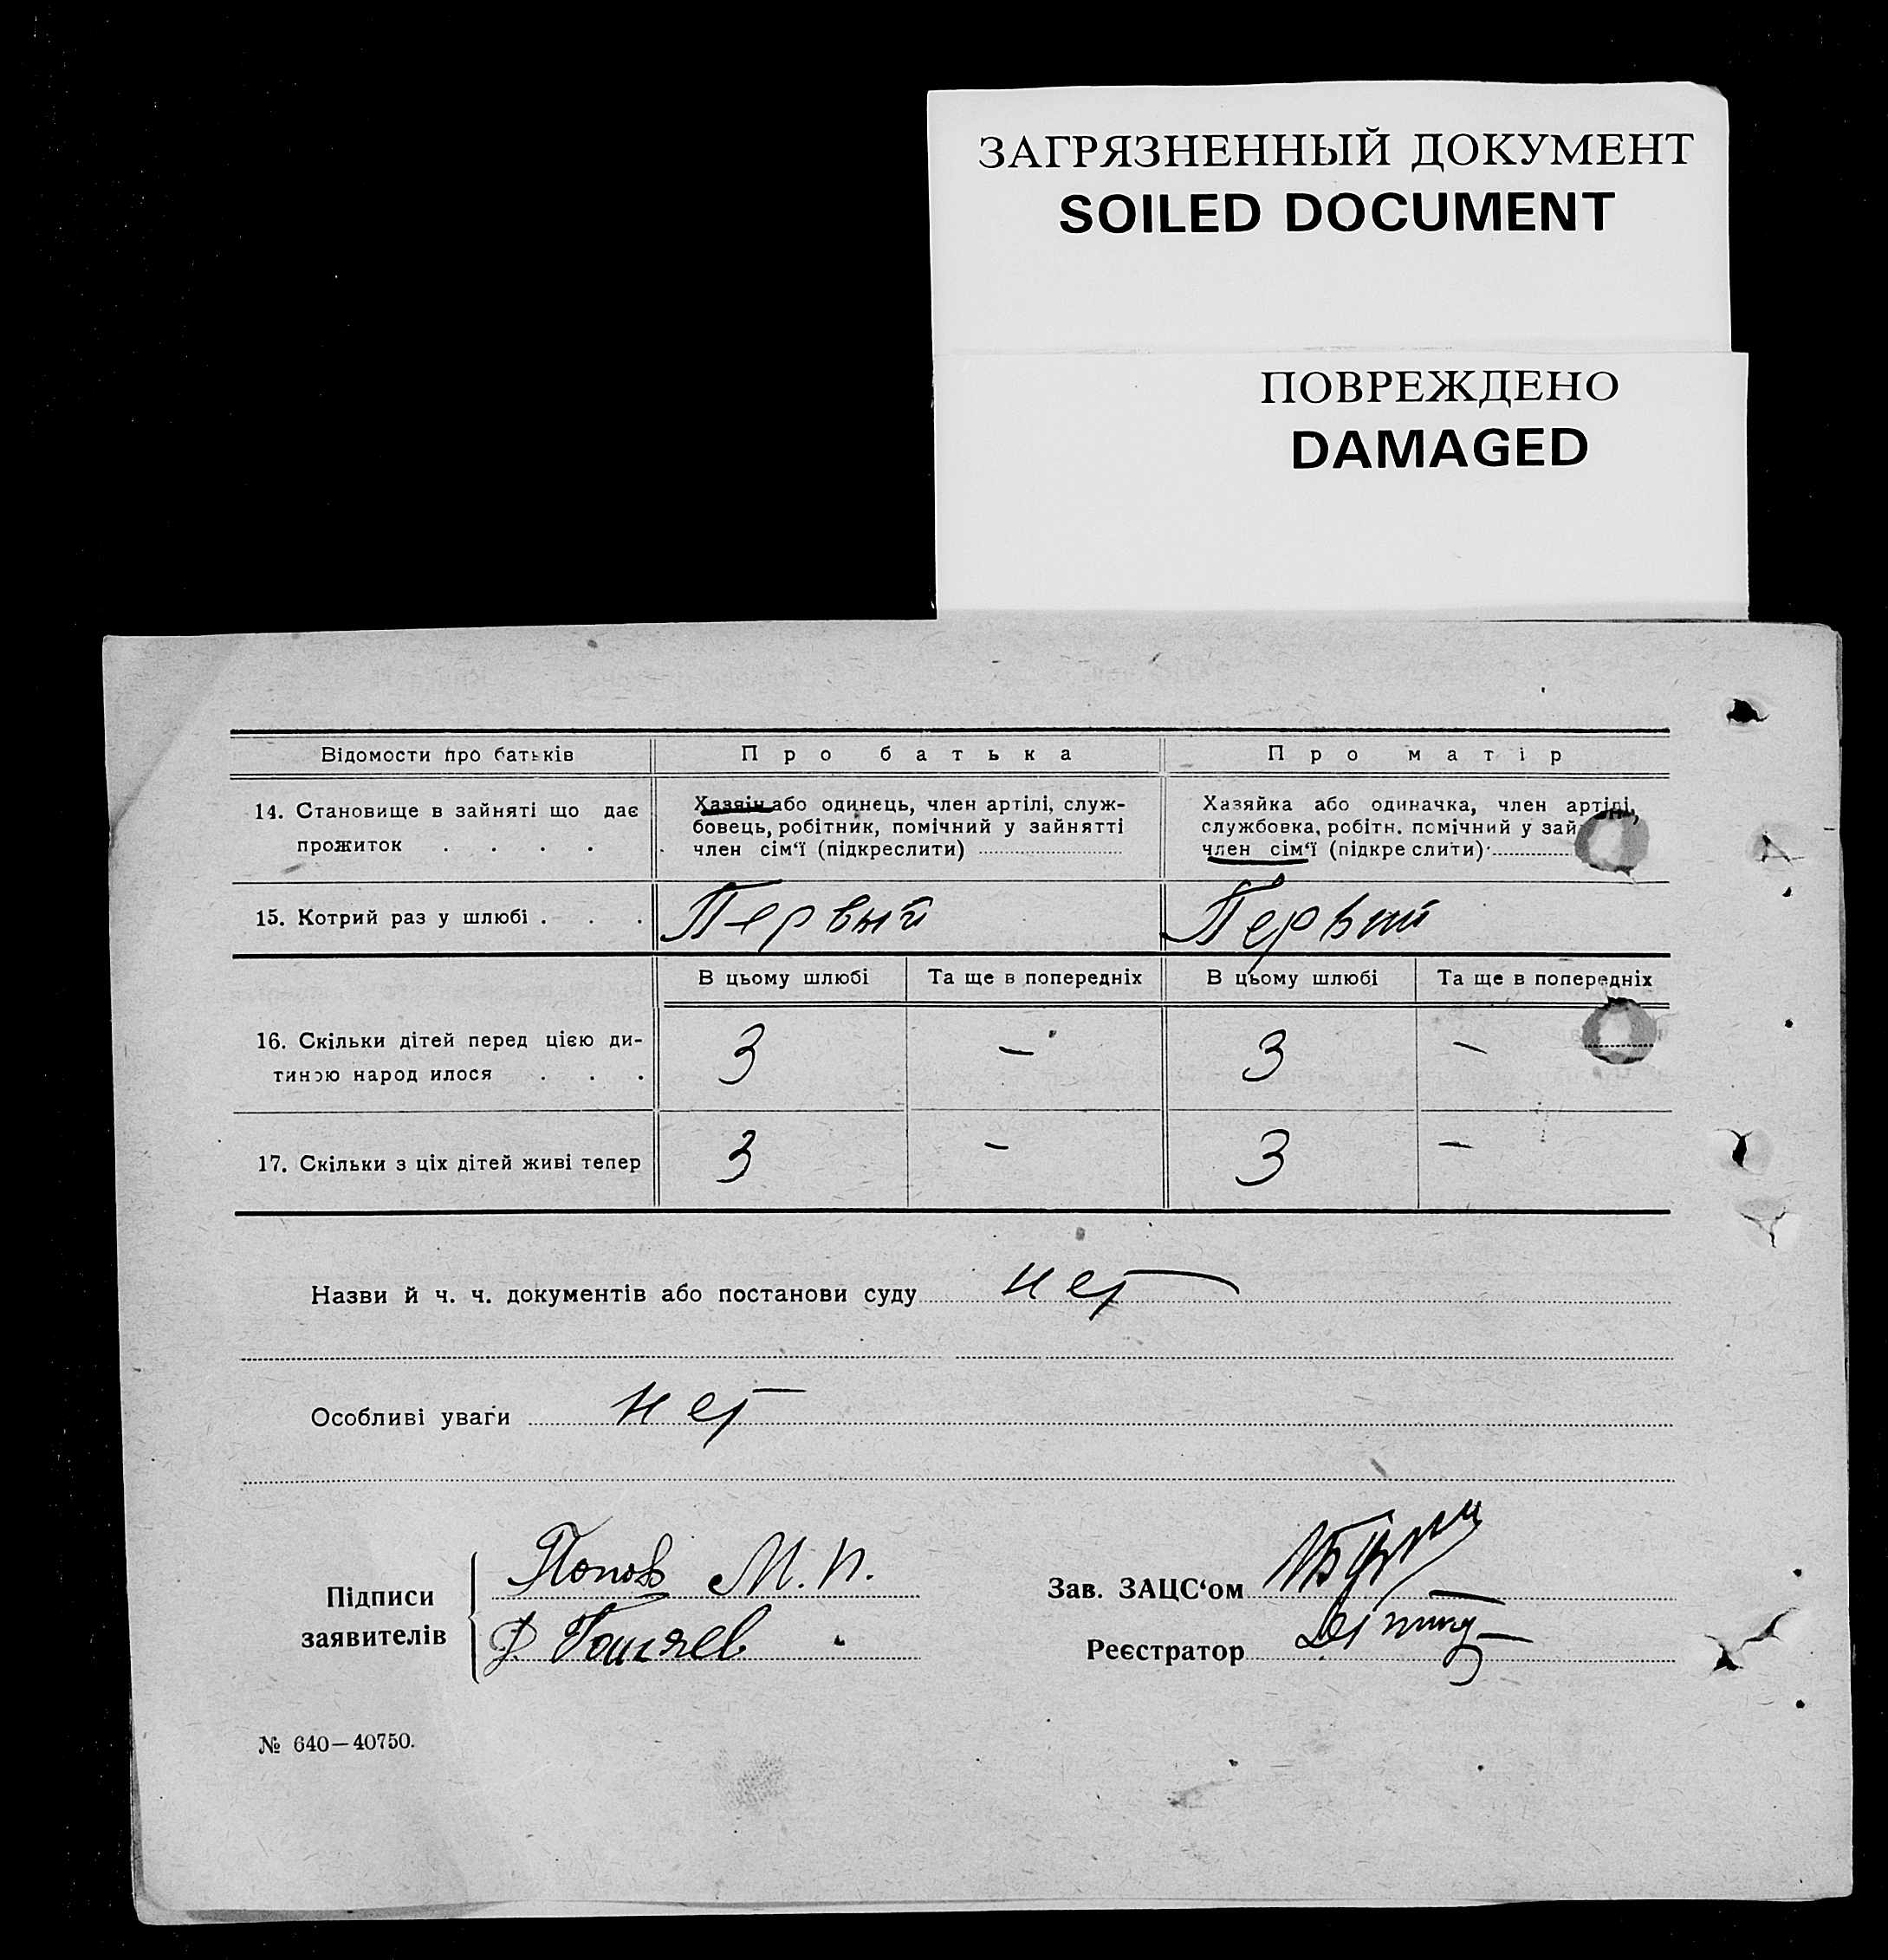 ЗАГРЯЗНЕННЫЙ ДОКУМЕНТ
SOILED DOCUMENT
ПОВРЕЖДЕНО
DAMAGED
Відомости про батьків Про батька Про матір
14. Становище в зайняті що дає прожиток . . . .
Хазяїн або одинець, член артілі, служ-
бовець, робітник, помічний у зайнятті
член сім‘ї (підкреслити)
Хазяйка або одиначка, член артілі,
службовка, робітн. помічний у зай
член сім‘ї (підкреслити)
15. Котрий раз у шлюбі . . . Первый Первый
В цьому шлюбі Та ще в попередніх В цьому шлюбі Та ще в попередніх
16. Скільки дітей перед цією ди-
тиною народилося . . . 3 – 3 –
17. Скільки з ціх дітей живі тепер 3 – 3 –
Назви й ч. ч. документів або постанови суду нет
Особливі уваги нет
Підписи
заявителів
Попов М. П.
Зав. ЗАЦС‘ом
Реєстратор
№ 640—40750.